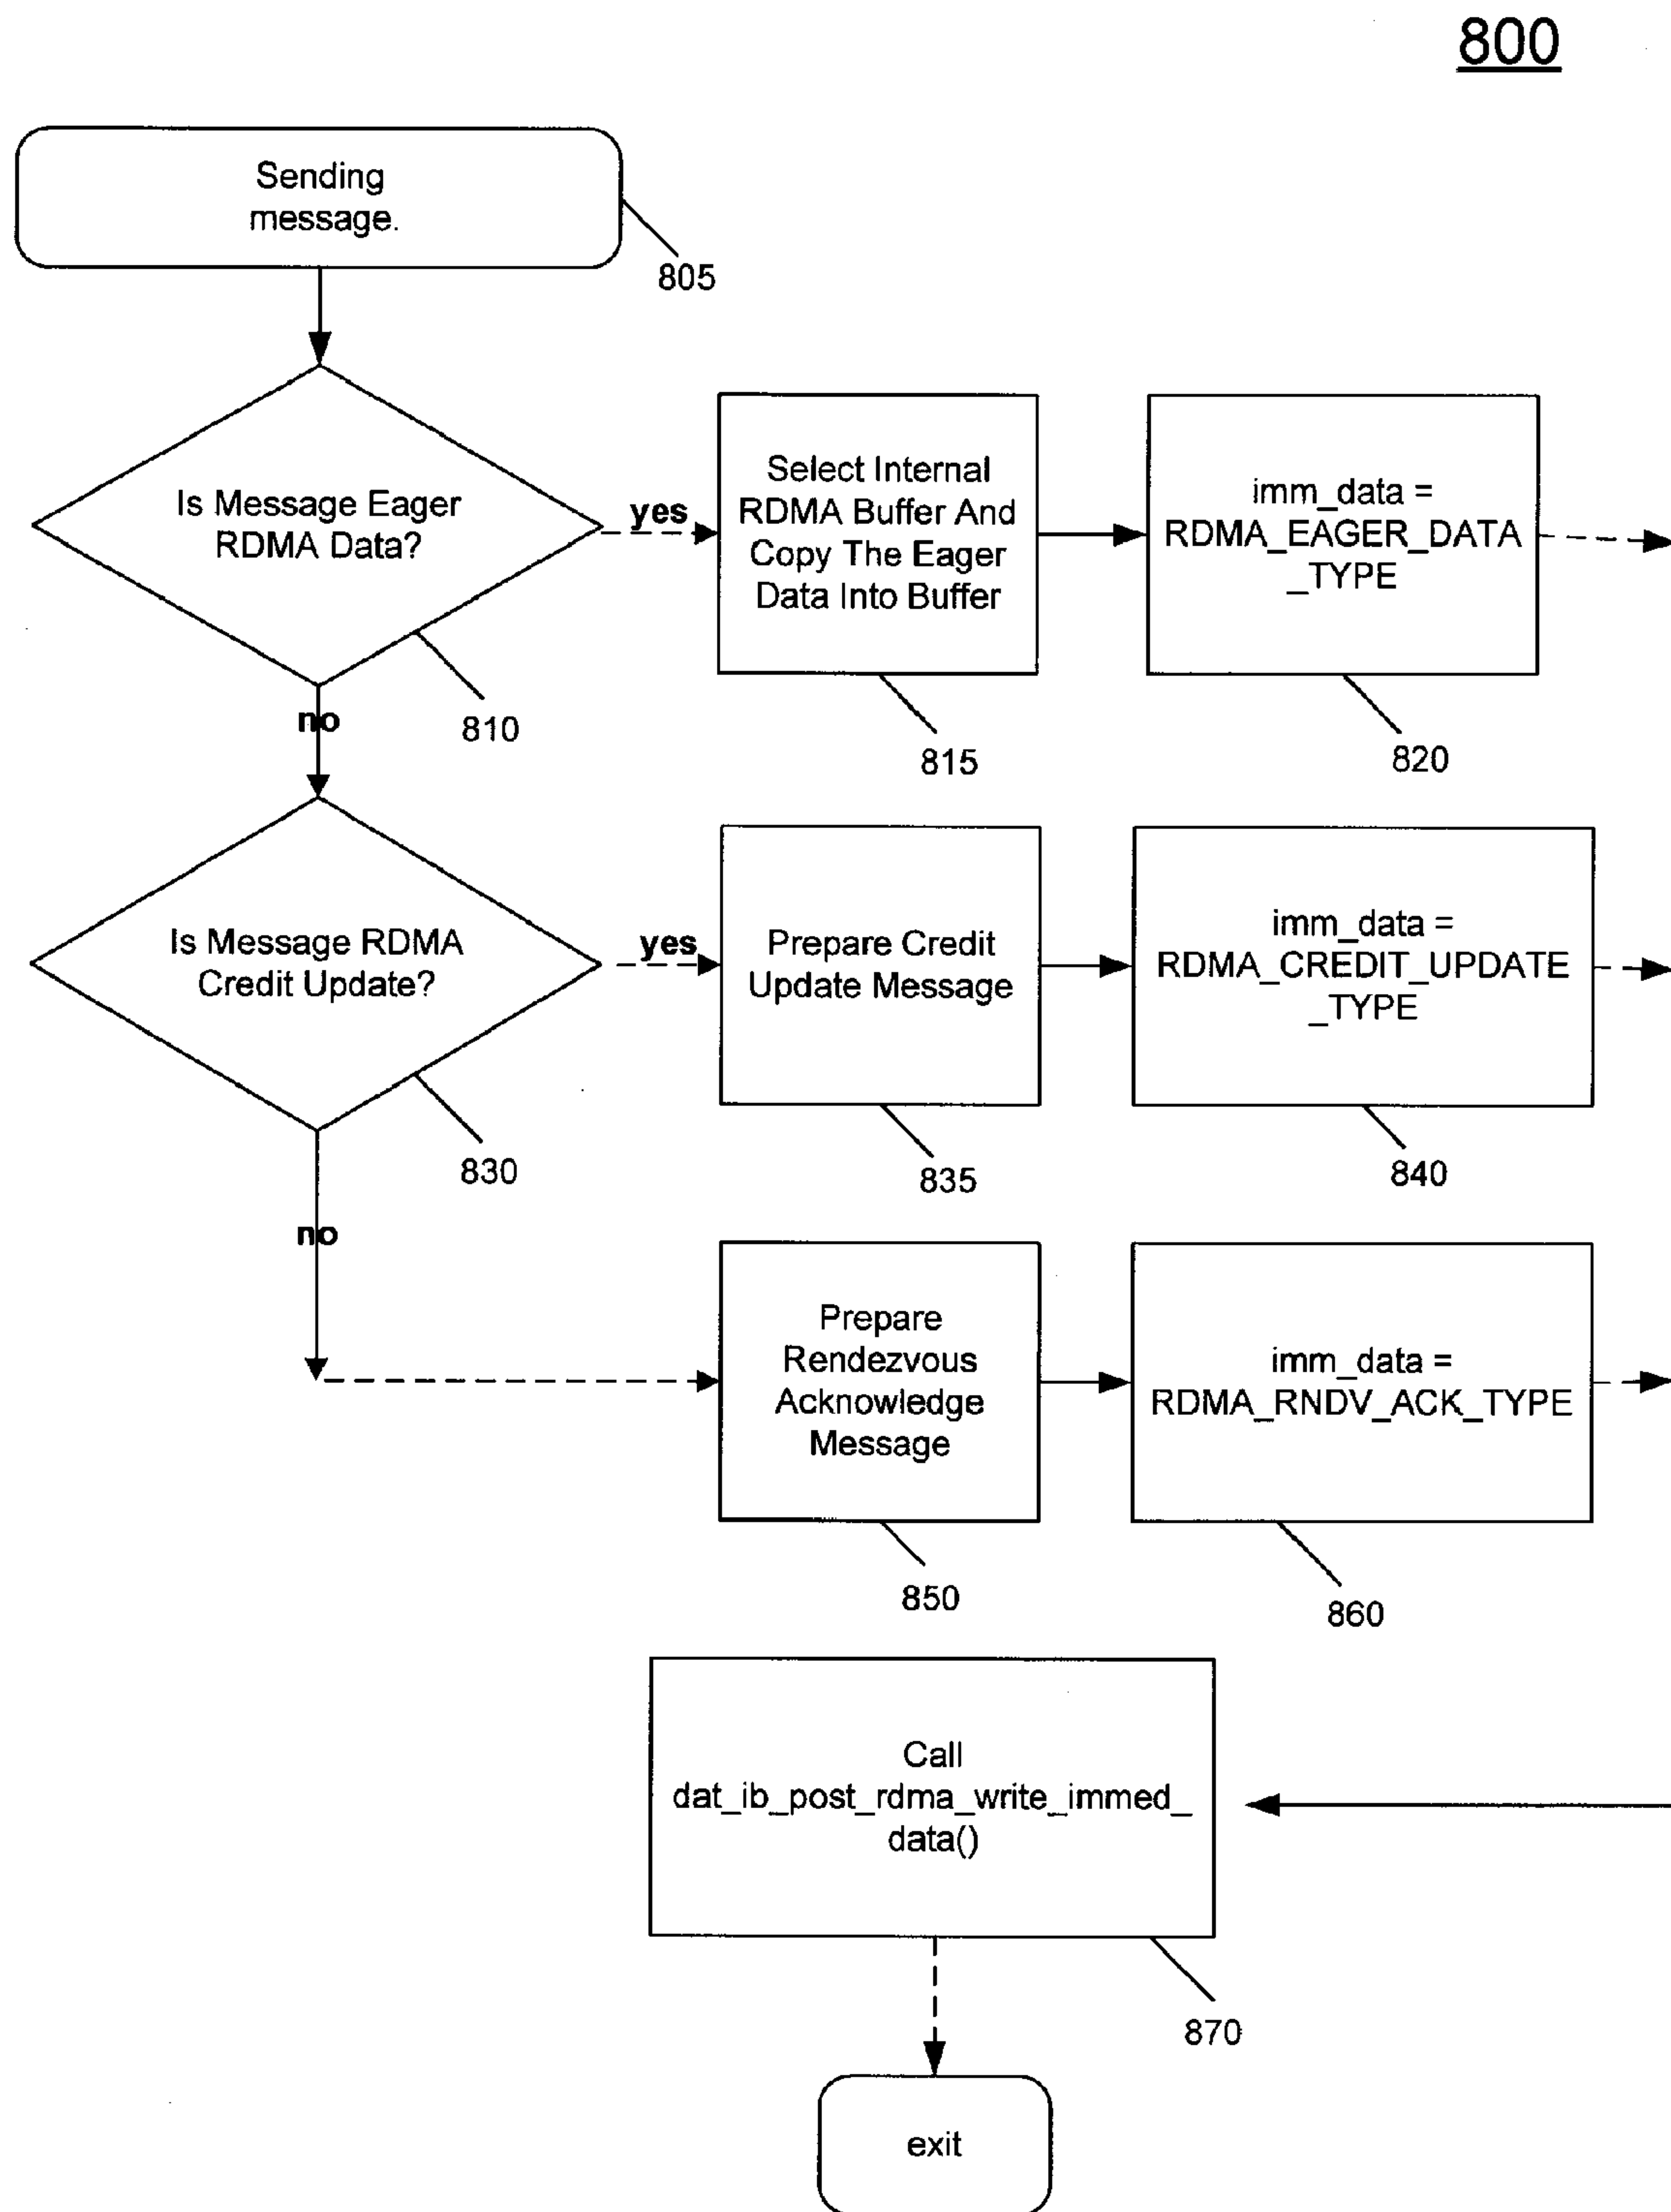 800
Sending
message.
805
Is Message Eager
RDMA Data?
810
yes
Select Internal
RDMA Buffer And
Copy The Eager
Data Into Buffer
815
imm_data =
RDMA_EAGER_DATA
_TYPE
820
no
Is Message RDMA
Credit Update?
830
yes
Prepare Credit
Update Message
835
imm_data =
RDMA_CREDIT_UPDATE
_TYPE
840
no
Prepare
Rendezvous
Acknowledge
Message
850
imm_data =
RDMA_RNDV_ACK_TYPE
860
Call
dat_ib_post_rdma_write_immed_
data()
870
exit